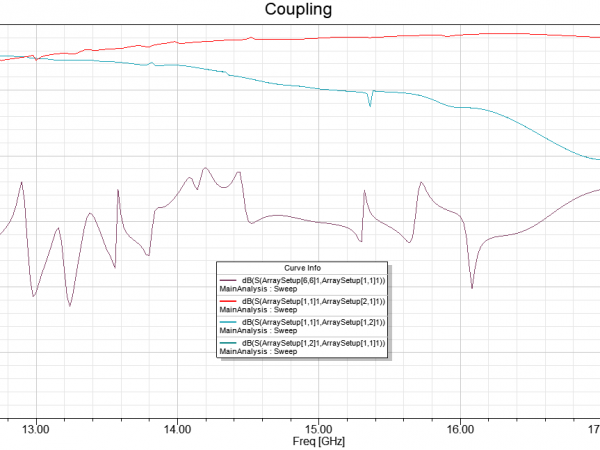 Coupling
Curve Info
dB(S(ArraySetup[6,6]1,ArraySetup[1,1]1))
MainAnalysis : Sweep
dB(S(ArraySetup[1,1]1,ArraySetup[2,1]1))
MainAnalysis : Sweep
dB(S(ArraySetup[1,1]1,ArraySetup[1,2]1))
MainAnalysis : Sweep
dB(S(ArraySetup[1,2]1,ArraySetup[1,1]1))
MainAnalysis : Sweep
13.00 14.00 15.00 16.00 17
Freq [GHz]